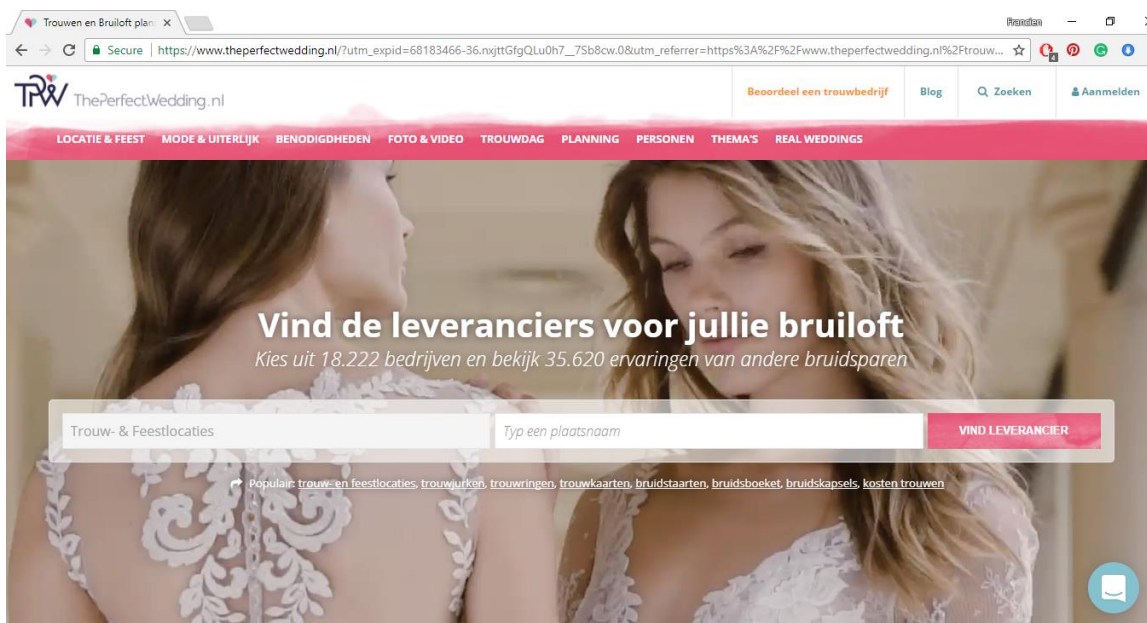 Trouwen en Bruiloft plan
Francien
Secure https://www.theperfectwedding.nl/?utm_expid=68183466-36.nxjttGfgQLu0h7__7Sb8cw.0&utm_referrer=https%3A%2F%2Fwww.theperfectwedding.nl%2Ftrouw...
4
TPW ThePerfectWedding.nl
Beoordeel een trouwbedrijf Blog Zoeken Aanmelden
LOCATIE & FEEST MODE & UITERLIJK BENODIGDHEDEN FOTO & VIDEO TROUWDAG PLANNING PERSONEN THEMA'S REAL WEDDINGS
Vind de leveranciers voor jullie bruiloft
Kies uit 18.222 bedrijven en bekijk 35.620 ervaringen van andere bruidsparen
Trouw- & Feestlocaties Typ een plaatsnaam VIND LEVERANCIER
Populair: trouw- en feestlocaties, trouwjurken, trouwringen, trouwkaarten, bruidstaarten, bruidsboeket, bruidskapsels, kosten trouwen